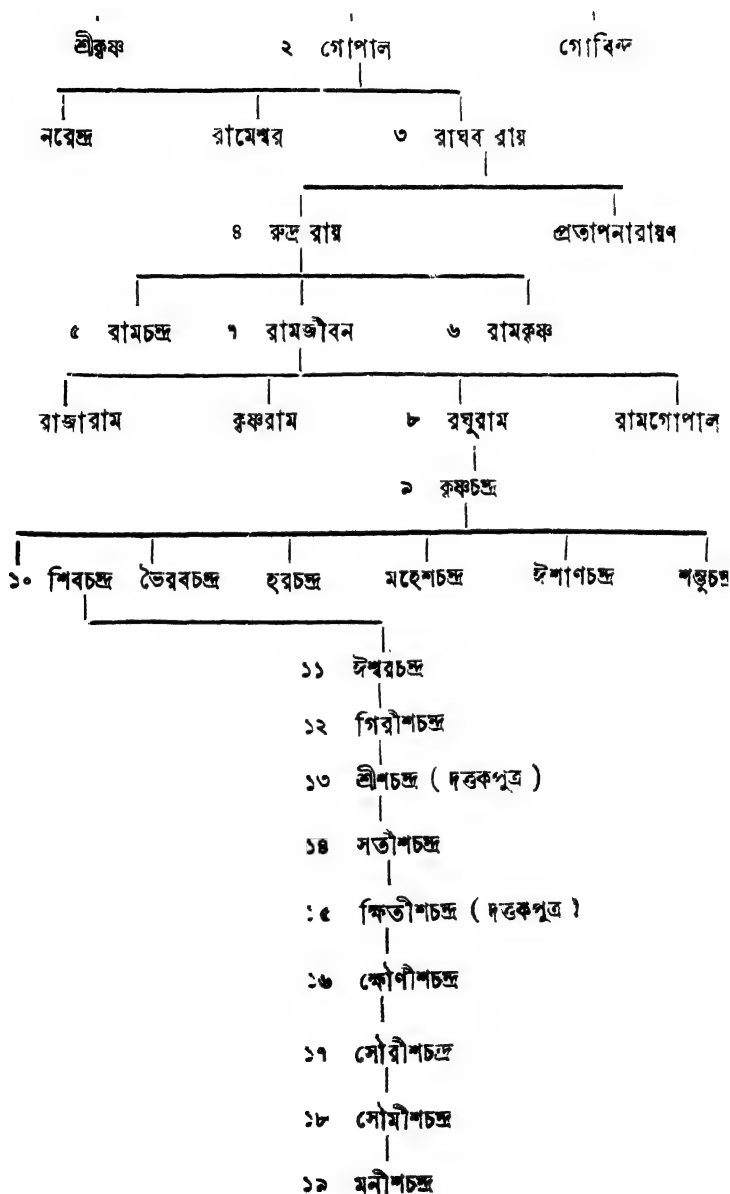 শ্রীকৃষ্ণ ২ গোপাল গোবিন্দ
নরেন্দ্র রামেশ্বর ৩ রাঘব রায়
৪ রুদ্র রায় প্রতাপনারায়ণ
৫ রামচন্দ্র ৭ রামজীবন ৬ রামকৃষ্ণ
রাজারাম কৃষ্ণরাম ৮ রঘুরাম রামগোপাল
৯ কৃষ্ণচন্দ্র
১০ শিবচন্দ্র ভৈরবচন্দ্র হরচন্দ্র মহেশচন্দ্র ঈশাণচন্দ্র শম্ভুচন্দ্র
১১ ঈশ্বরচন্দ্র
১২ গিরীশচন্দ্র
১৩ শ্রীশচন্দ্র ( দত্তকপুত্র )
১৪ সতীশচন্দ্র
১৫ ক্ষিতীশচন্দ্র ( দত্তকপুত্র )
১৬ ক্ষৌণীশচন্দ্র
১৭ সৌরীশচন্দ্র
১৮ সৌমীশচন্দ্র
১৯ মনীশচন্দ্র